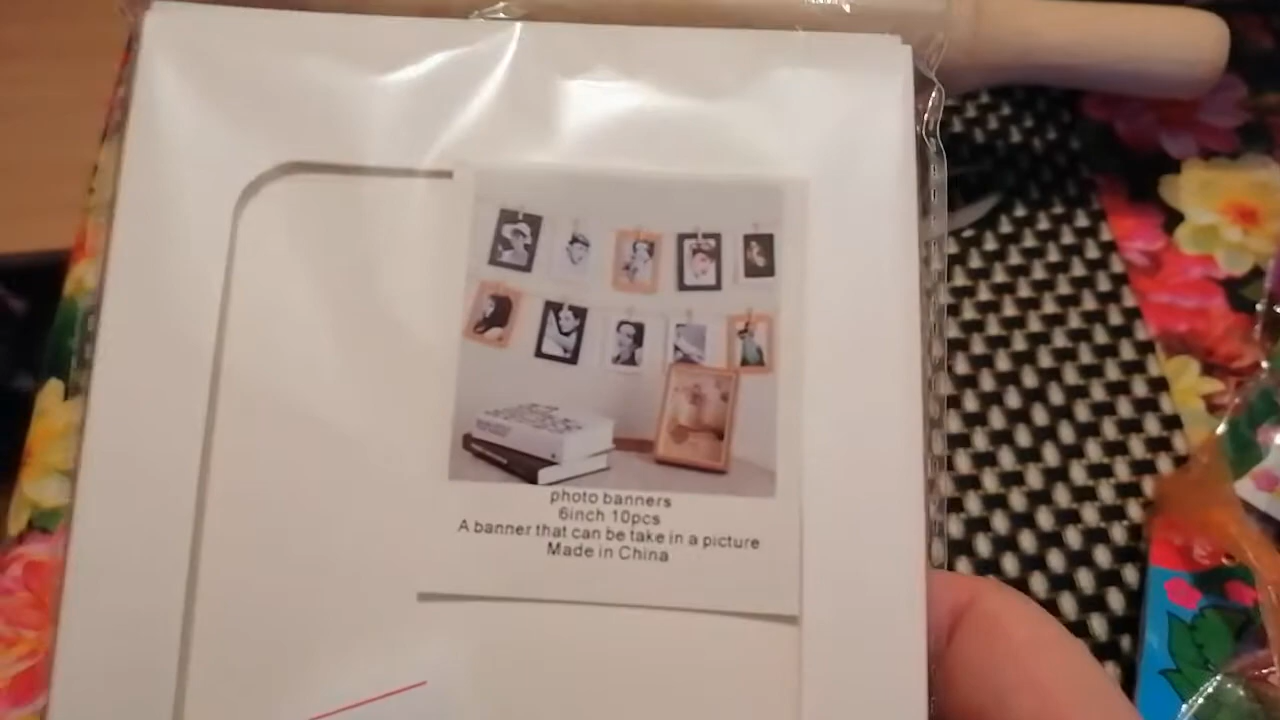 photo banners
6inch 10pcs
A banner that can be take in a picture
Made in China